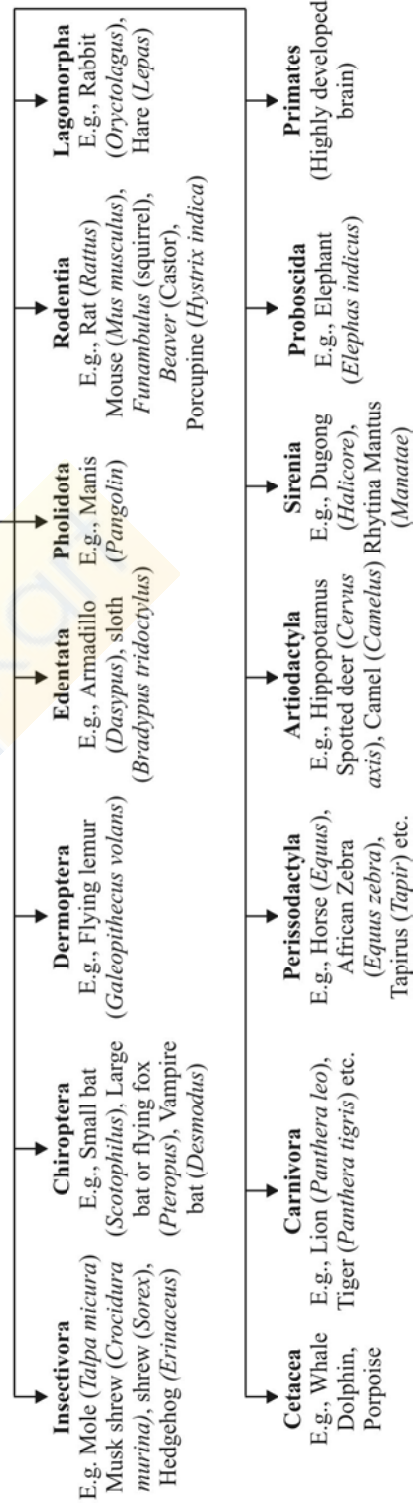 Insectivora
E.g. Mole (Talpa micura)
Musk shrew (Crocidura
murina), shrew (Sorex),
Hedgehog (Erinaceus)
Chiroptera
E.g., Small bat
(Scotophilus), Large
bat or flying fox
(Pteropus), Vampire
bat (Desmodus)
Dermoptera
E.g., Flying lemur
(Galeopithecus volans)
Edentata
E.g., Armadillo
(Dasypus), sloth
(Bradypus tridoctylus)
Pholidota
E.g., Manis
(Pangolin)
Rodentia
E.g., Rat (Rattus)
Mouse (Mus musculus),
Funambulus (squirrel),
Beaver (Castor),
Porcupine (Hystrix indica)
Lagomorpha
E.g., Rabbit
(Oryctolagus),
Hare (Lepas)
Cetacea
E.g., Whale
Dolphin,
Porpoise
Carnivora
E.g., Lion (Panthera leo),
Tiger (Panthera tigris) etc.
Perissodactyla
E.g., Horse (Equus),
African Zebra
(Equus zebra),
Tapirus (Tapir) etc.
Artiodactyla
E.g., Hippopotamus
Spotted deer (Cervus
axis), Camel (Camelus)
Sirenia
E.g., Dugong
(Halicore),
Rhytina Mantus
(Manatae)
Proboscida
E.g., Elephant
(Elephas indicus)
Primates
(Highly developed
brain)